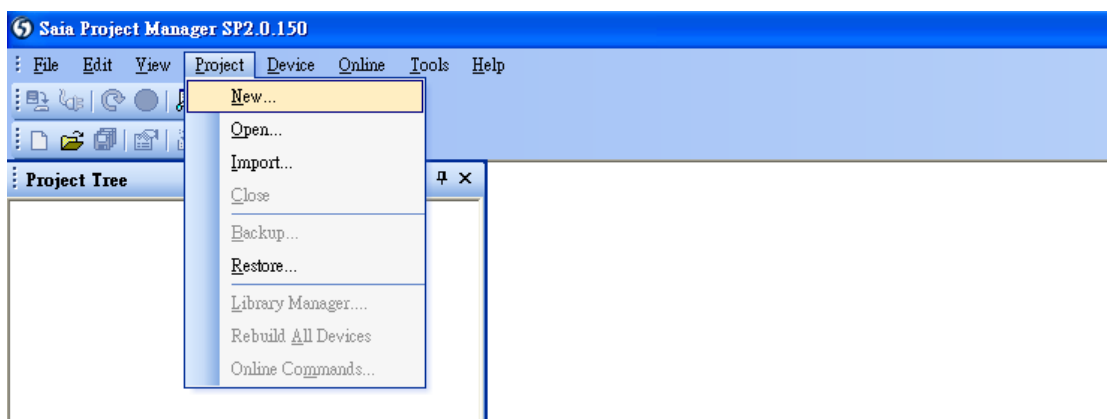 Saia Project Manager SP2.0.150
File Edit View Project Device Online Tools Help
New...
Open...
Import...
Project Tree
Close
Backup...
Restore...
Library Manager....
Rebuild All Devices
Online Commands...